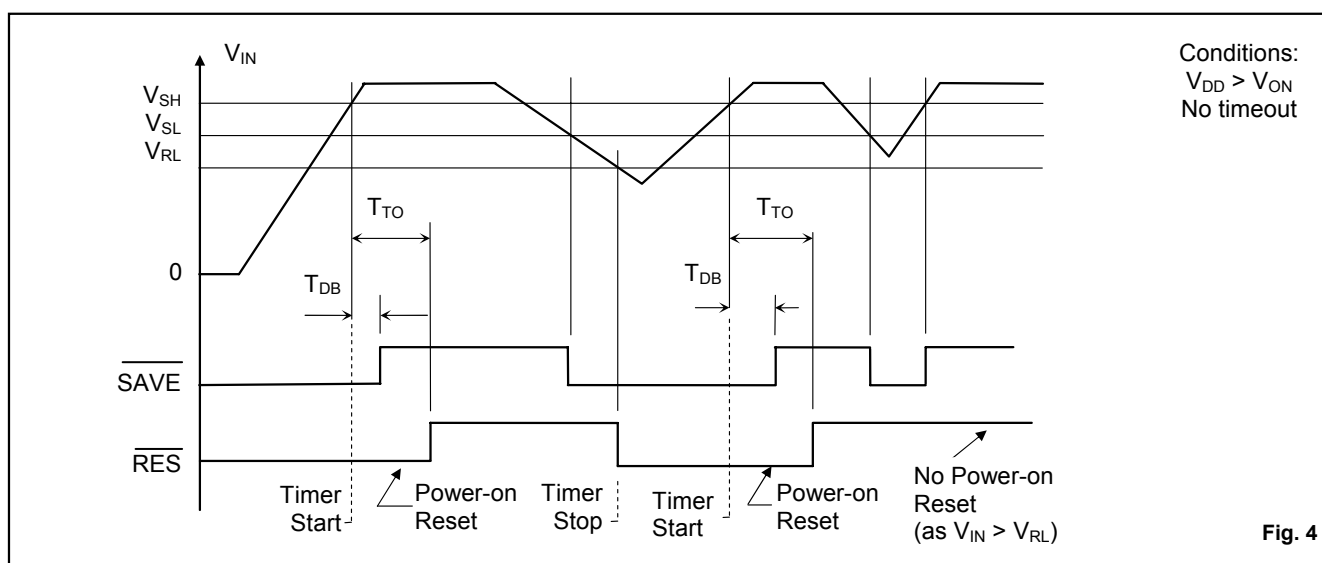 V_IN
Conditions:
V_DD > V_ON
No timeout
V_SH
V_SL
V_RL
T_TO
T_TO
0
T_DB
T_DB
SAVE
RES
Timer
Start
Power-on
Reset
Timer
Stop
Timer
Start
Power-on
Reset
No Power-on
Reset
(as V_IN > V_RL)
Fig. 4